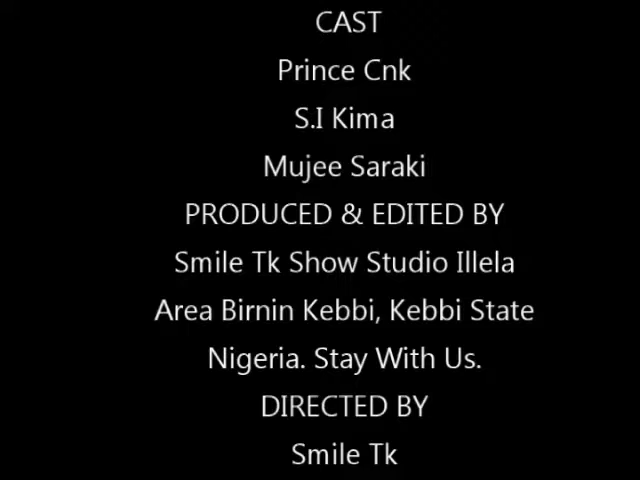 CAST
Prince Cnk
S.I Kima
Mujee Saraki
PRODUCED & EDITED BY
Smile Tk Show Studio Illela
Area Birnin Kebbi, Kebbi State
Nigeria. Stay With Us.
DIRECTED BY
Smile Tk